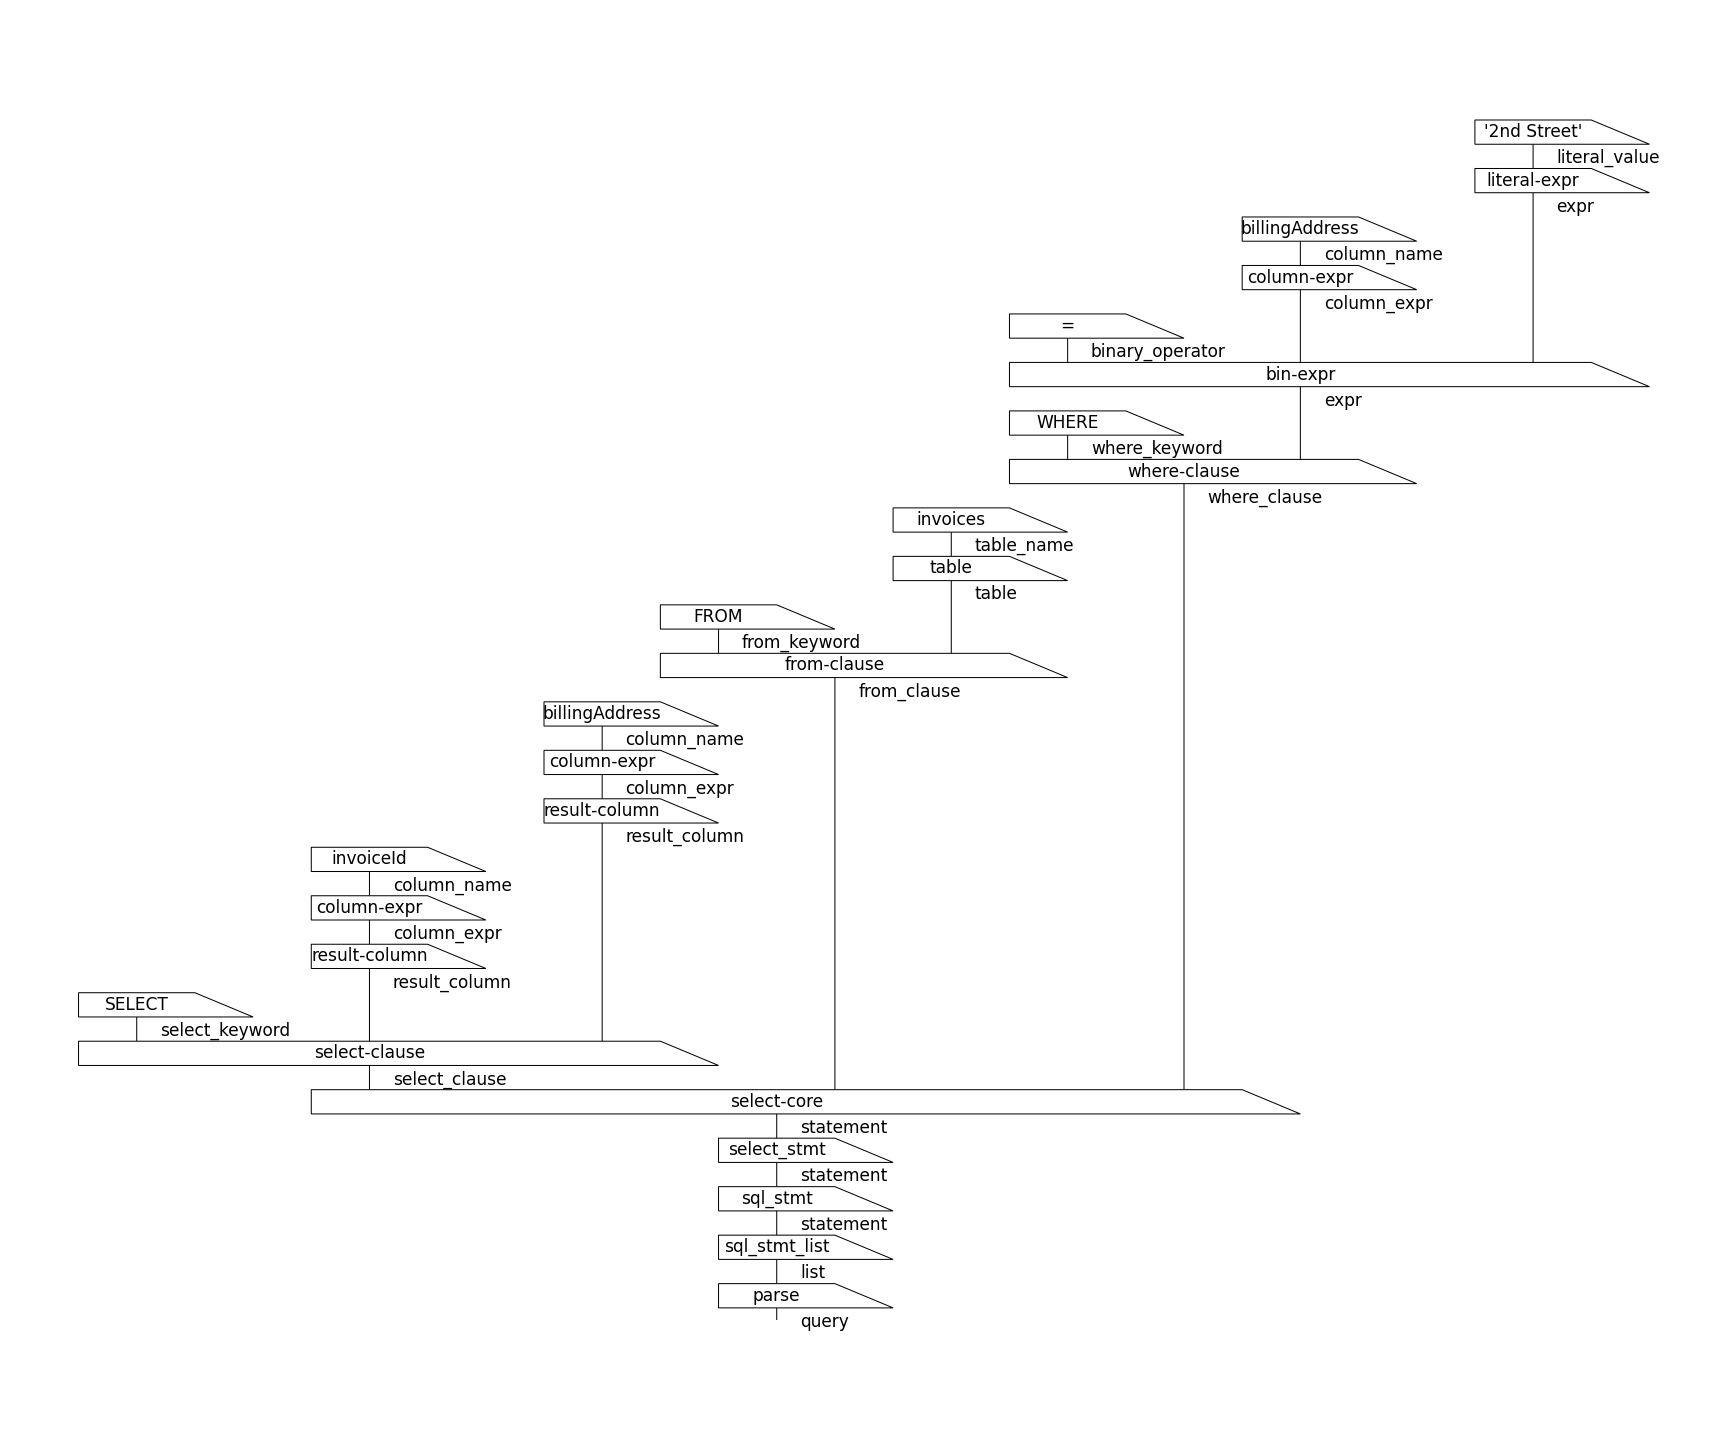 '2nd Street'
literal_value
literal-expr
expr
billingAddress
column_name
column-expr
column_expr
=
binary_operator
bin-expr
expr
WHERE
where_keyword
where-clause
where_clause
invoices
table_name
table
table
FROM
from_keyword
from-clause
from_clause
billingAddress
column_name
column-expr
column_expr
result-column
result_column
invoiceId
column_name
column-expr
column_expr
result-column
result_column
SELECT
select_keyword
select-clause
select_clause
select-core
statement
select_stmt
statement
sql_stmt
statement
sql_stmt_list
list
parse
query